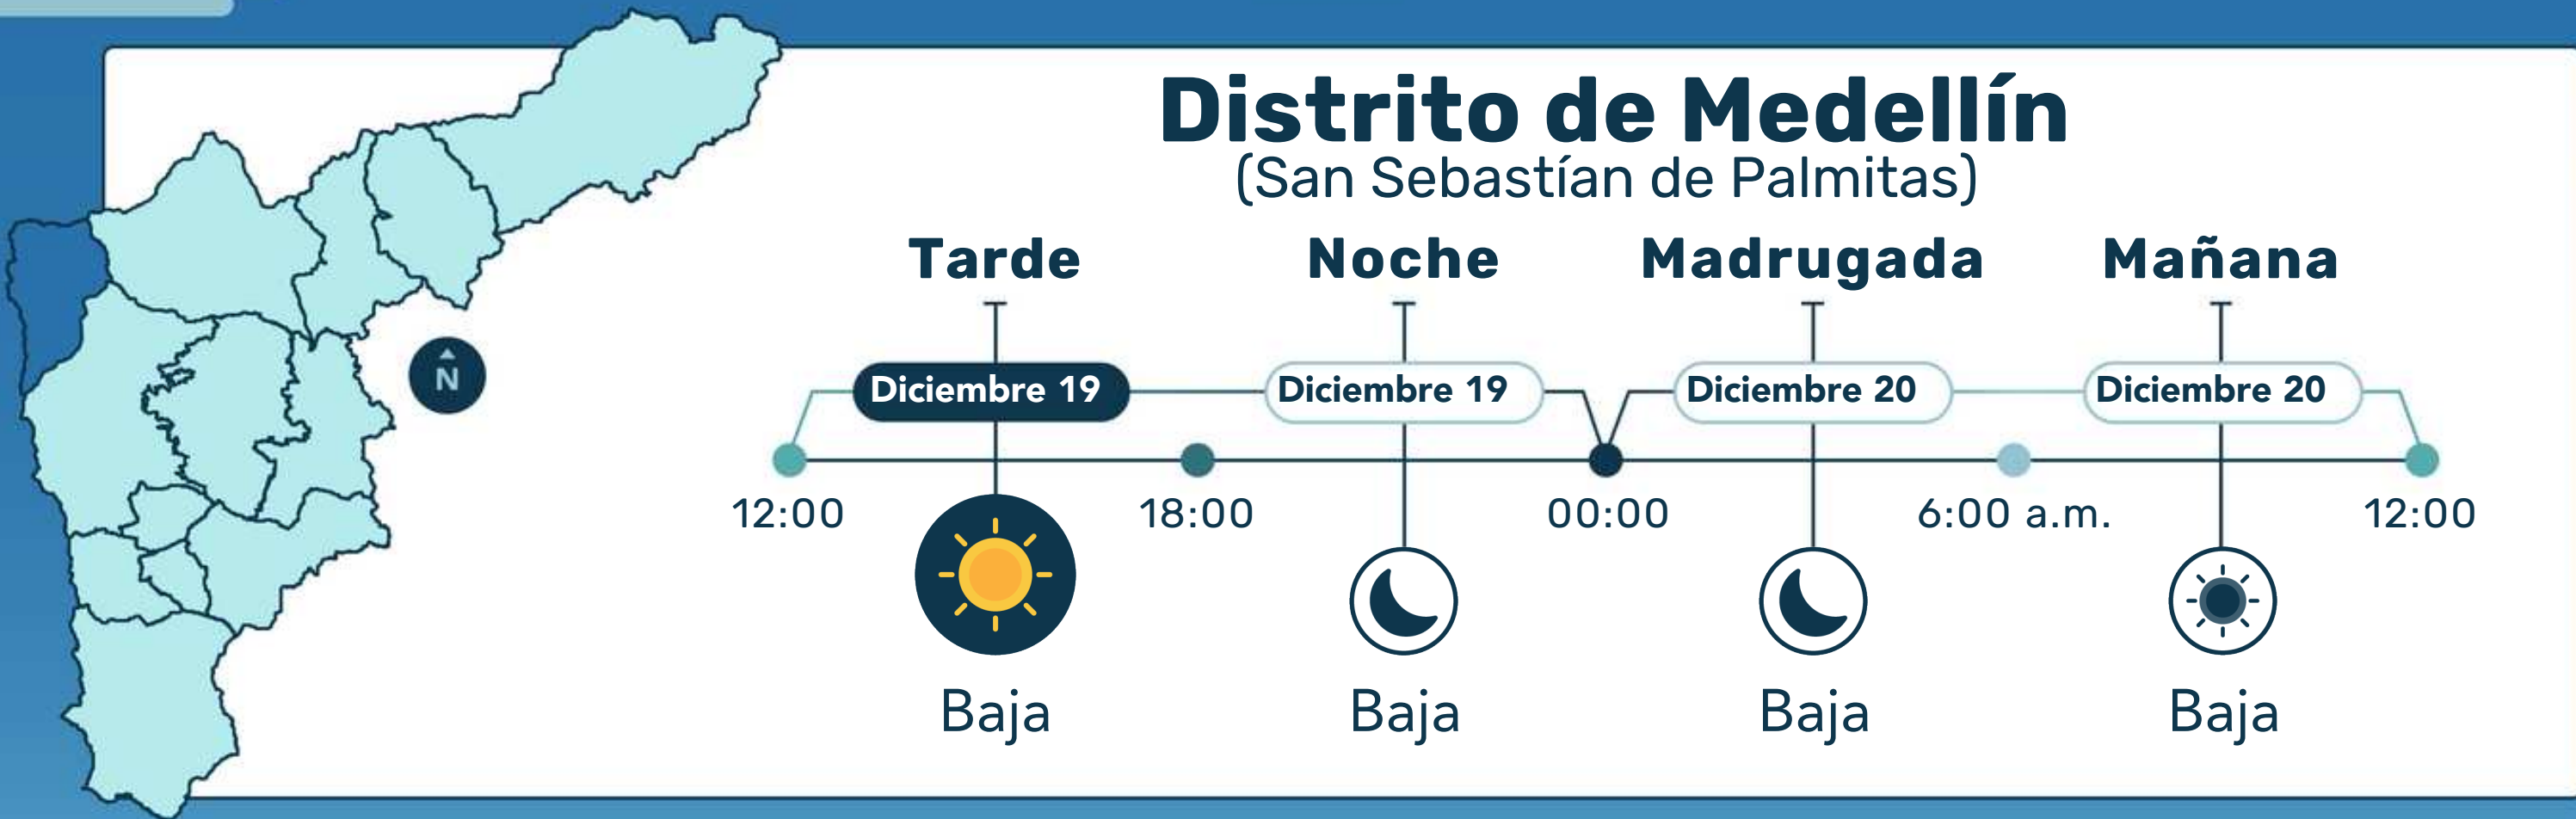 Distrito de Medellín
(San Sebastían de Palmitas)
Tarde Noche Madrugada Mañana
Diciembre 19 Diciembre 19 Diciembre 20 Diciembre 20
12:00 18:00 00:00 6:00 a.m. 12:00
N
Baja Baja Baja Baja